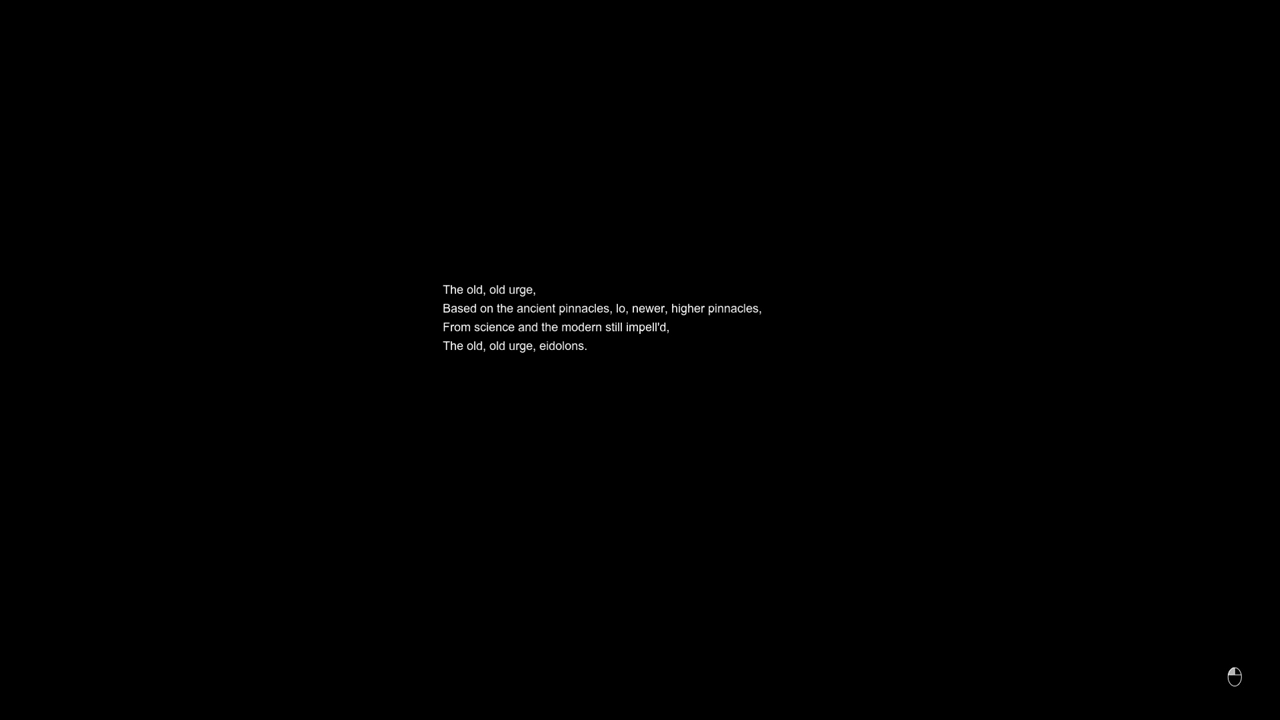 The old, old urge,
Based on the ancient pinnacles, lo, newer, higher pinnacles,
From science and the modern still impell'd,
The old, old urge, eidolons.